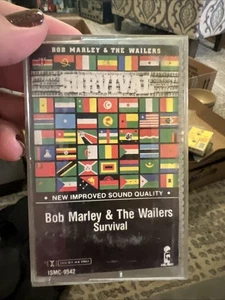 BOB MARLEY & THE WAILERS
SURVIVAL
• NEW IMPROVED SOUND QUALITY •
Bob Marley & The Wailers
Survival
ISMC-9542